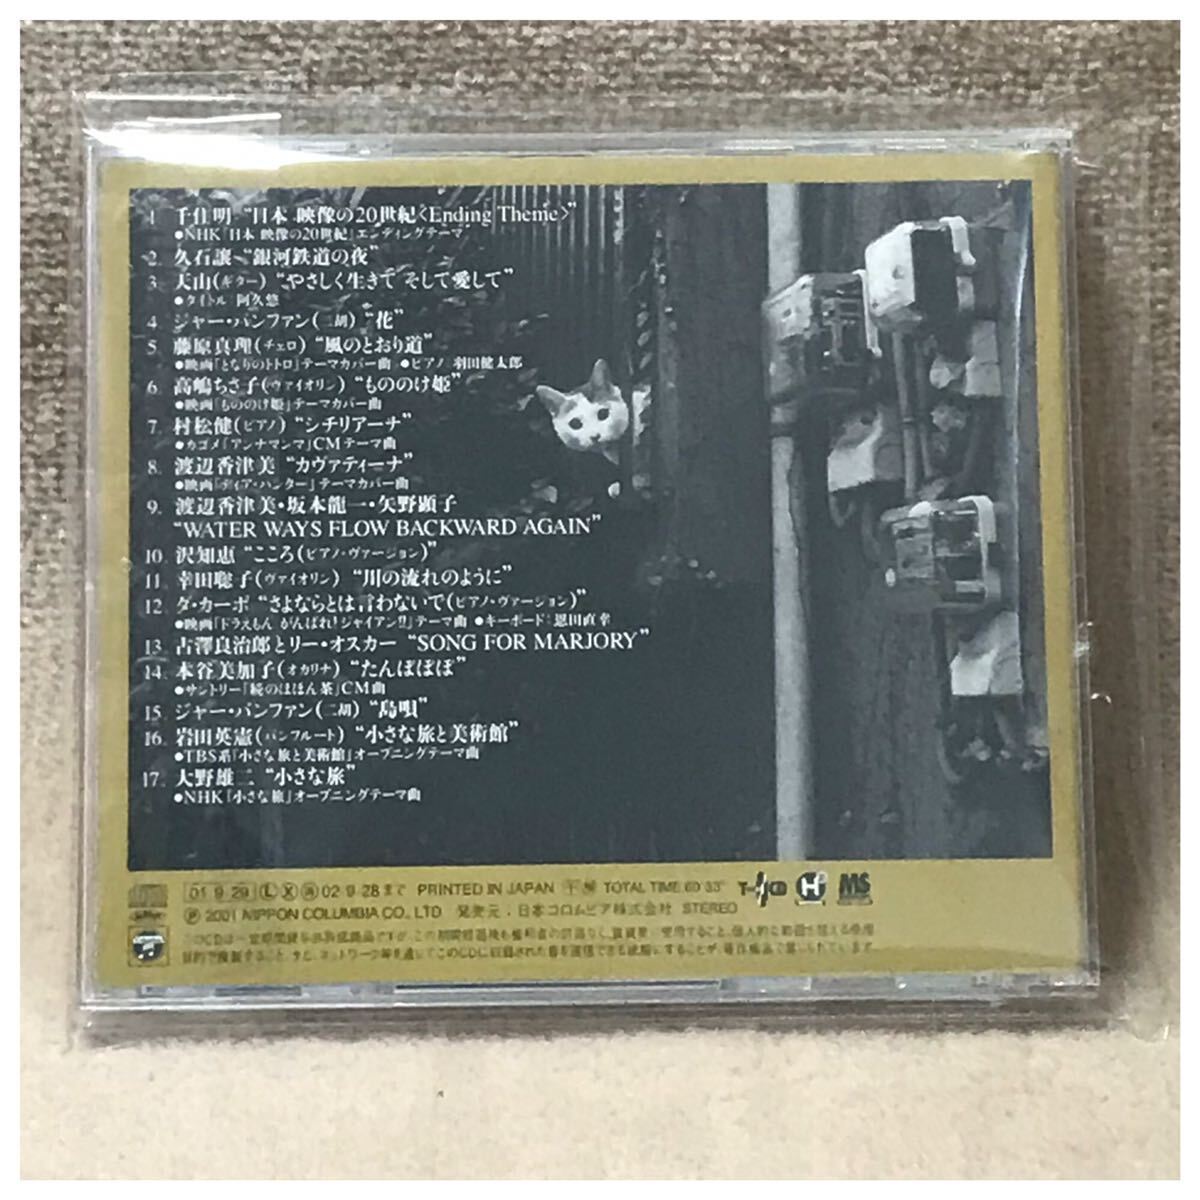 1. 千住明 “日本 映像の20世紀<Ending Theme>”
●NHK「日本 映像の20世紀」エンディングテーマ
2. 久石譲 “銀河鉄道の夜”
3. 天山(ギター) “やさしく生きて そして愛して”
●タイトル:阿久悠
4. ジャー・パンファン(二胡) “花”
5. 藤原真理(チェロ) “風のとおり道”
●映画「となりのトトロ」テーマカバー曲 ●ピアノ:羽田健太郎
6. 高嶋ちさ子(ヴァイオリン) “もののけ姫”
●映画「もののけ姫」テーマカバー曲
7. 村松健(ピアノ) “シチリアーナ”
●カゴメ「アンナマンマ」CMテーマ曲
8. 渡辺香津美 “カヴァティーナ”
●映画「ディア・ハンター」テーマカバー曲
9. 渡辺香津美・坂本龍一・矢野顕子
“WATER WAYS FLOW BACKWARD AGAIN”
10. 沢知恵 “こころ(ピアノ・ヴァージョン)”
11. 幸田聡子(ヴァイオリン) “川の流れのように”
12. ダ・カーポ “さよならとは言わないで(ピアノ・ヴァージョン)”
●映画「ドラえもん がんばれ!ジャイアン!!」テーマ曲 ●キーボード:恩田直幸
13. 古澤良治郎とリー・オスカー “SONG FOR MARJORY”
14. 本谷美加子(オカリナ) “たんぽぽ”
●サントリー「続のほほん茶」CM曲
15. ジャー・パンファン(二胡) “島唄”
16. 岩田英憲(パンフルート) “小さな旅と美術館”
●TBS系「小さな旅と美術館」オープニングテーマ曲
17. 大野雄二 “小さな旅”
●NHK「小さな旅」オープニングテーマ曲
01・9・29 L X 02・9・28まで PRINTED IN JAPAN TOTAL TIME 60'33"
T-CD H MS
Ⓟ 2001 NIPPON COLUMBIA CO., LTD 発売元:日本コロムビア株式会社 STEREO